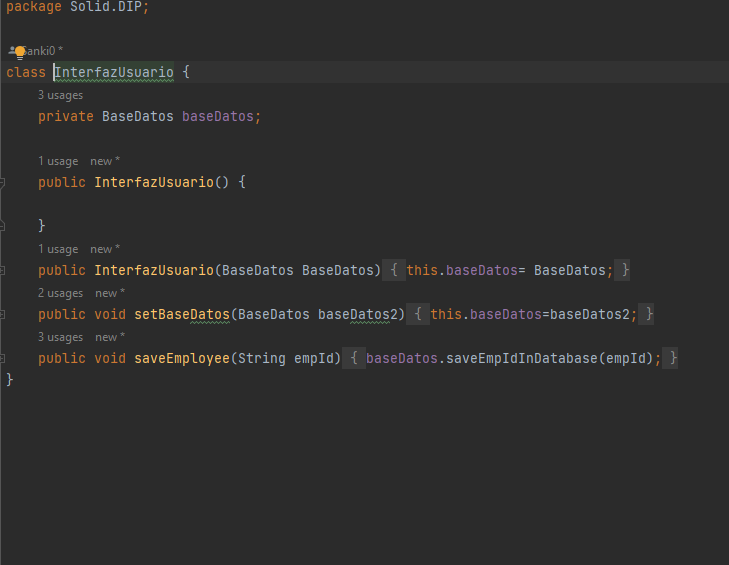 package Solid.DIP;
Sanki0 *
class InterfazUsuario {
3 usages
private BaseDatos baseDatos;
1 usage new *
public InterfazUsuario() {
}
1 usage new *
public InterfazUsuario(BaseDatos BaseDatos) { this.baseDatos= BaseDatos; }
2 usages new *
public void setBaseDatos(BaseDatos baseDatos2) { this.baseDatos=baseDatos2; }
3 usages new *
public void saveEmployee(String empId) { baseDatos.saveEmpIdInDatabase(empId); }
}